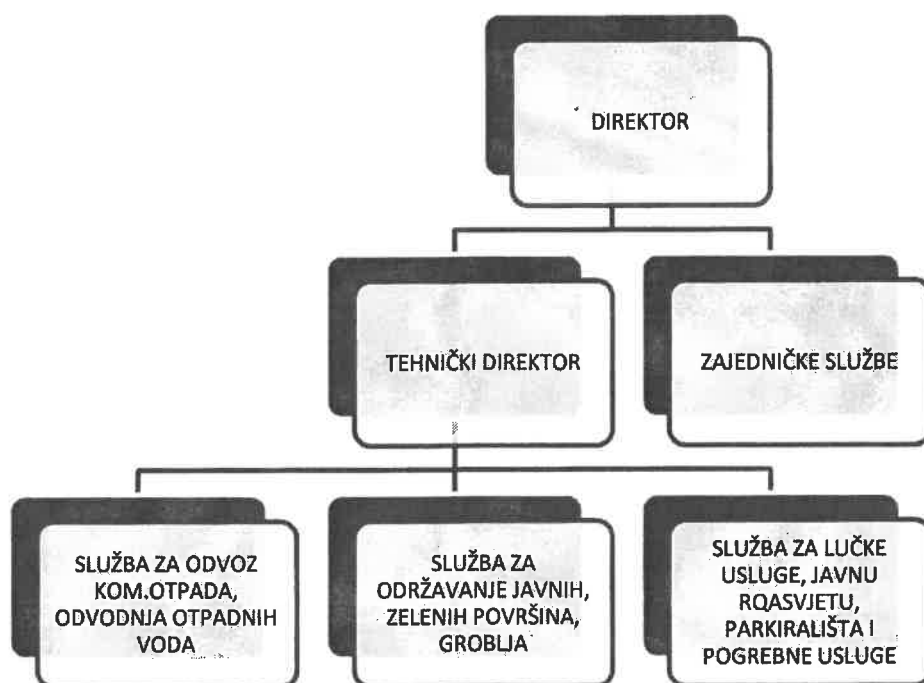 DIREKTOR
TEHNIČKI DIREKTOR
ZAJEDNIČKE SLUŽBE
SLUŽBA ZA ODVOZ
KOM.OTPADA,
ODVODNJA OTPADNIH
VODA
SLUŽBA ZA
ODRŽAVANJE JAVNIH,
ZELENIH POVRŠINA,
GROBLJA
SLUŽBA ZA LUČKE
USLUGE, JAVNU
RQASVJETU,
PARKIRALIŠTA I
POGREBNE USLUGE